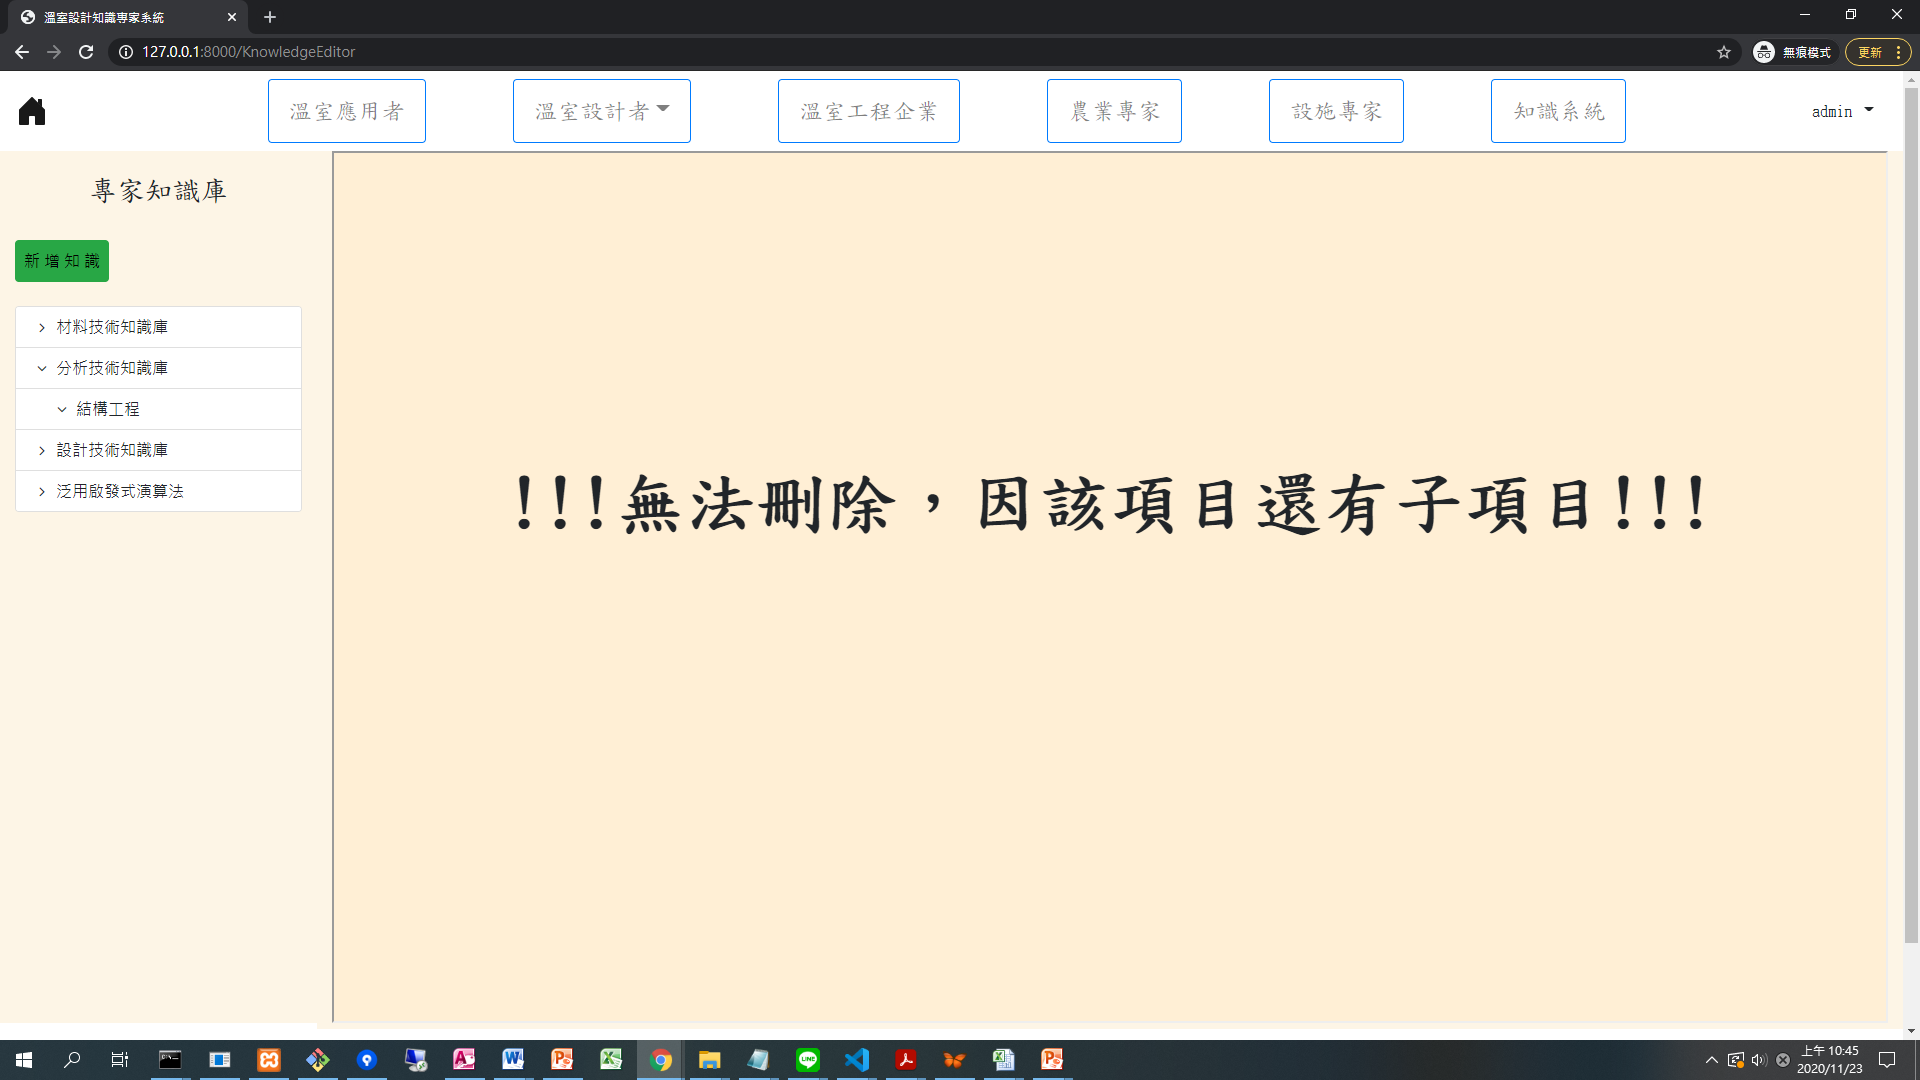 溫室設計知識專家系統
127.0.0.1:8000/KnowledgeEditor
無痕模式
更新
溫室應用者
溫室設計者
溫室工程企業
農業專家
設施專家
知識系統
admin
專家知識庫
新增知識
材料技術知識庫
分析技術知識庫
結構工程
設計技術知識庫
泛用啟發式演算法
!!!無法刪除，因該項目還有子項目!!!
上午 10:45
2020/11/23